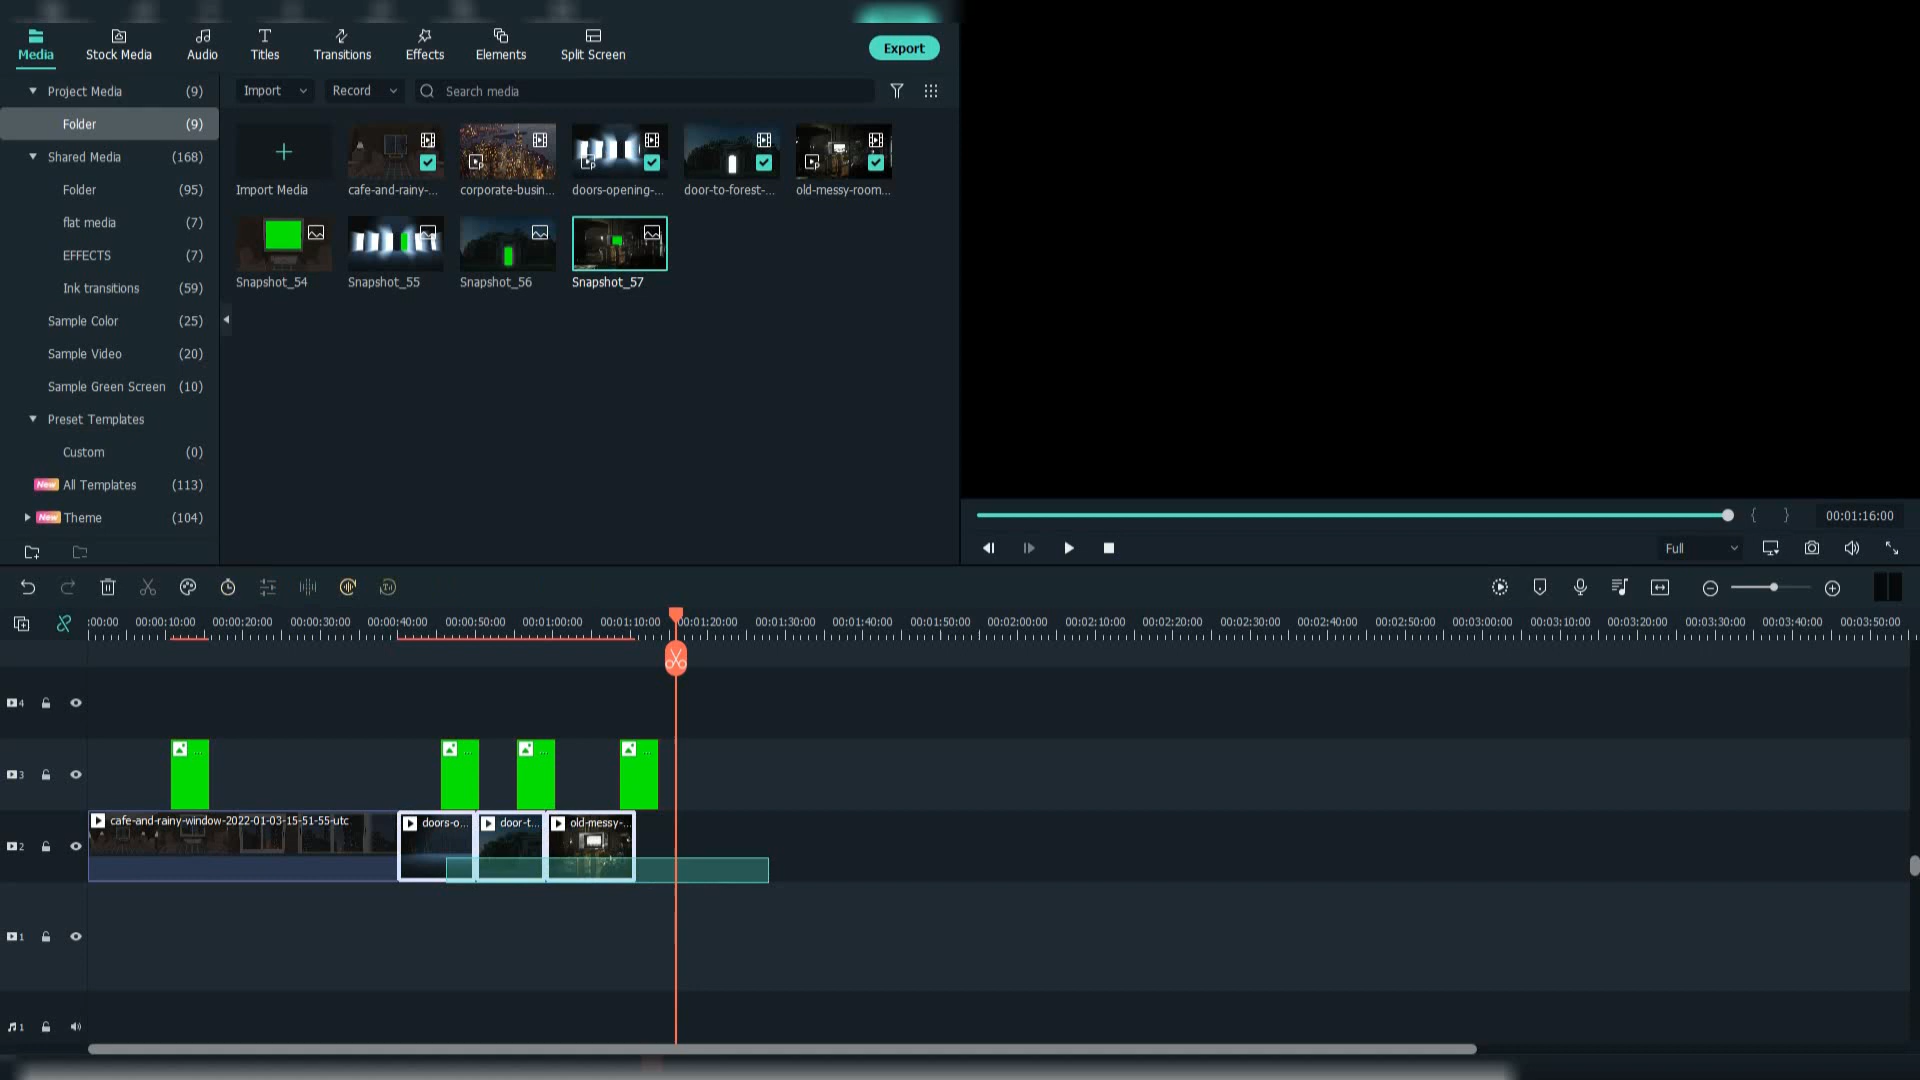 Media
Stock Media
Audio
Titles
Transitions
Effects
Elements
Split Screen
Export
Project Media (9)
Folder (9)
Shared Media (168)
Folder (95)
flat media (7)
EFFECTS (7)
Ink transitions (59)
Sample Color (25)
Sample Video (20)
Sample Green Screen (10)
Preset Templates
Custom (0)
New All Templates (113)
New Theme (104)
Import
Record
Search media
Import Media
cafe-and-rainy-...
corporate-busin...
doors-opening-...
door-to-forest-...
old-messy-room...
Snapshot_54
Snapshot_55
Snapshot_56
Snapshot_57
{ } 00:01:16:00
Full
:00:00 00:00:10:00 00:00:20:00 00:00:30:00 00:00:40:00 00:00:50:00 00:01:00:00 00:01:10:00 00:01:20:00 00:01:30:00 00:01:40:00 00:01:50:00 00:02:00:00 00:02:10:00 00:02:20:00 00:02:30:00 00:02:40:00 00:02:50:00 00:03:00:00 00:03:10:00 00:03:20:00 00:03:30:00 00:03:40:00 00:03:50:00
4
3
... ... ... ...
cafe-and-rainy-window-2022-01-03-15-51-55-utc
doors-o...
door-t...
old-messy-...
2
1
1